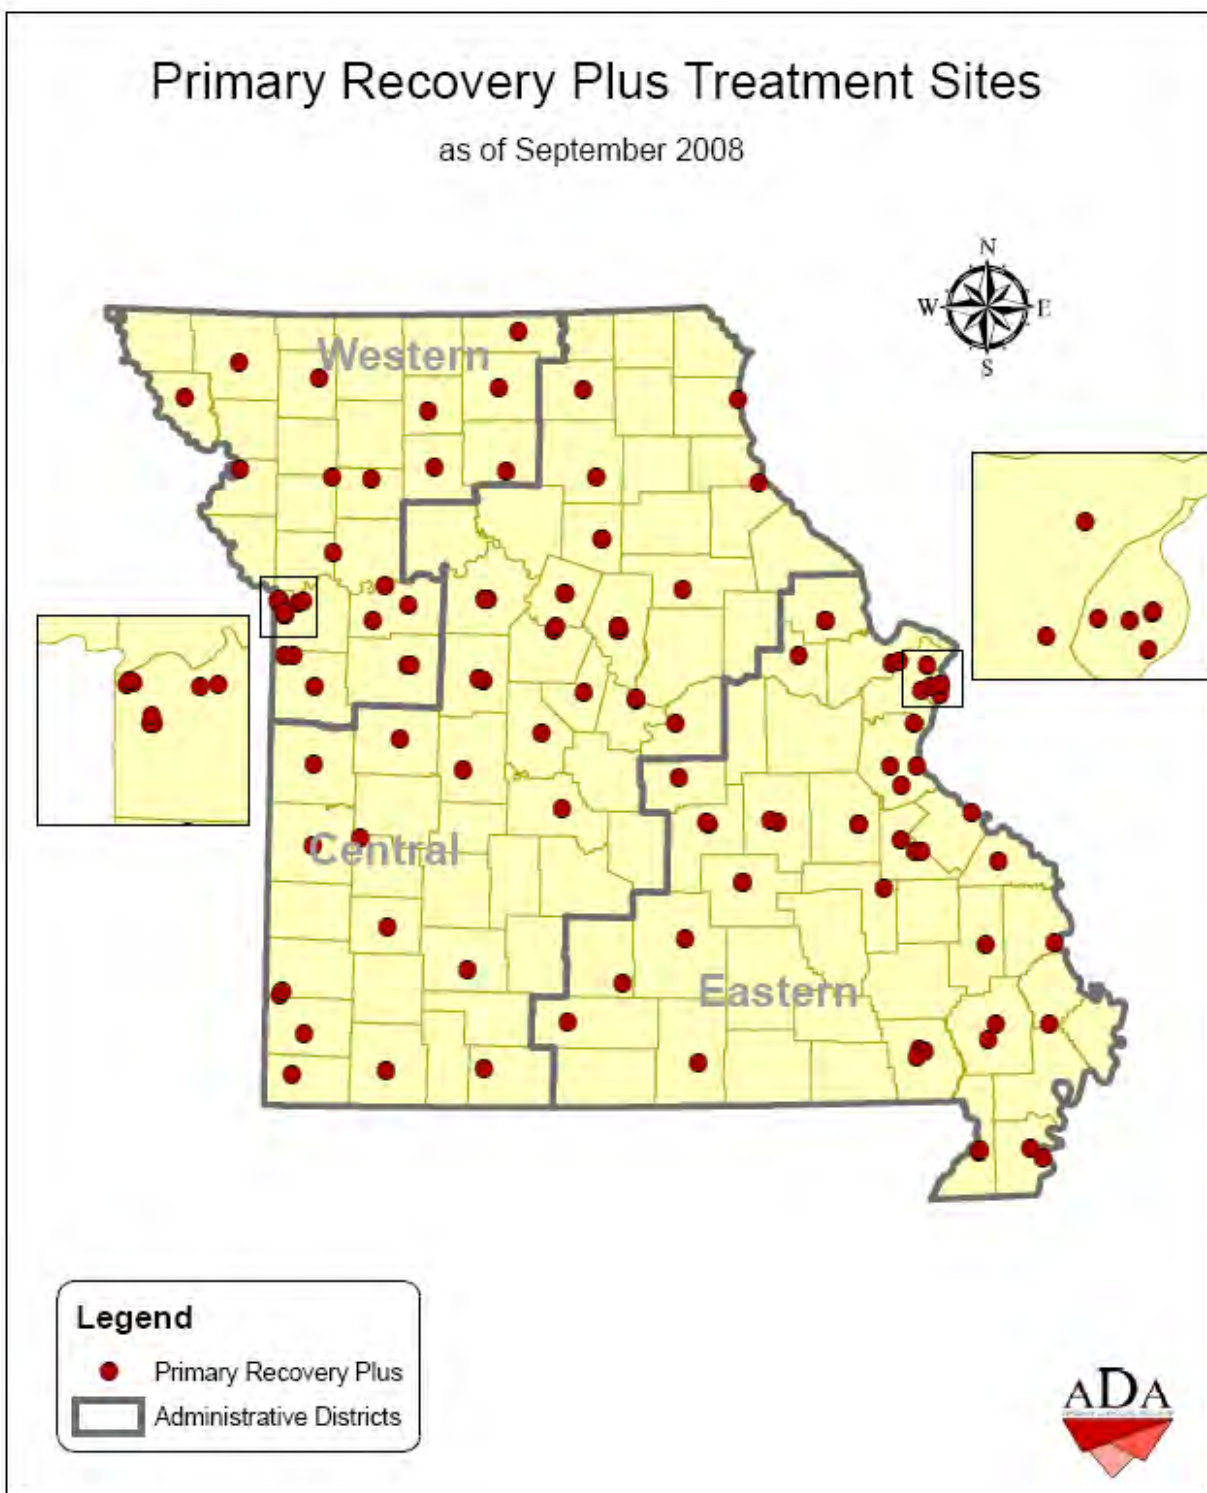 Primary Recovery Plus Treatment Sites
as of September 2008
N
W E
S
Western
Central
Eastern
Legend
Primary Recovery Plus
Administrative Districts
ADA